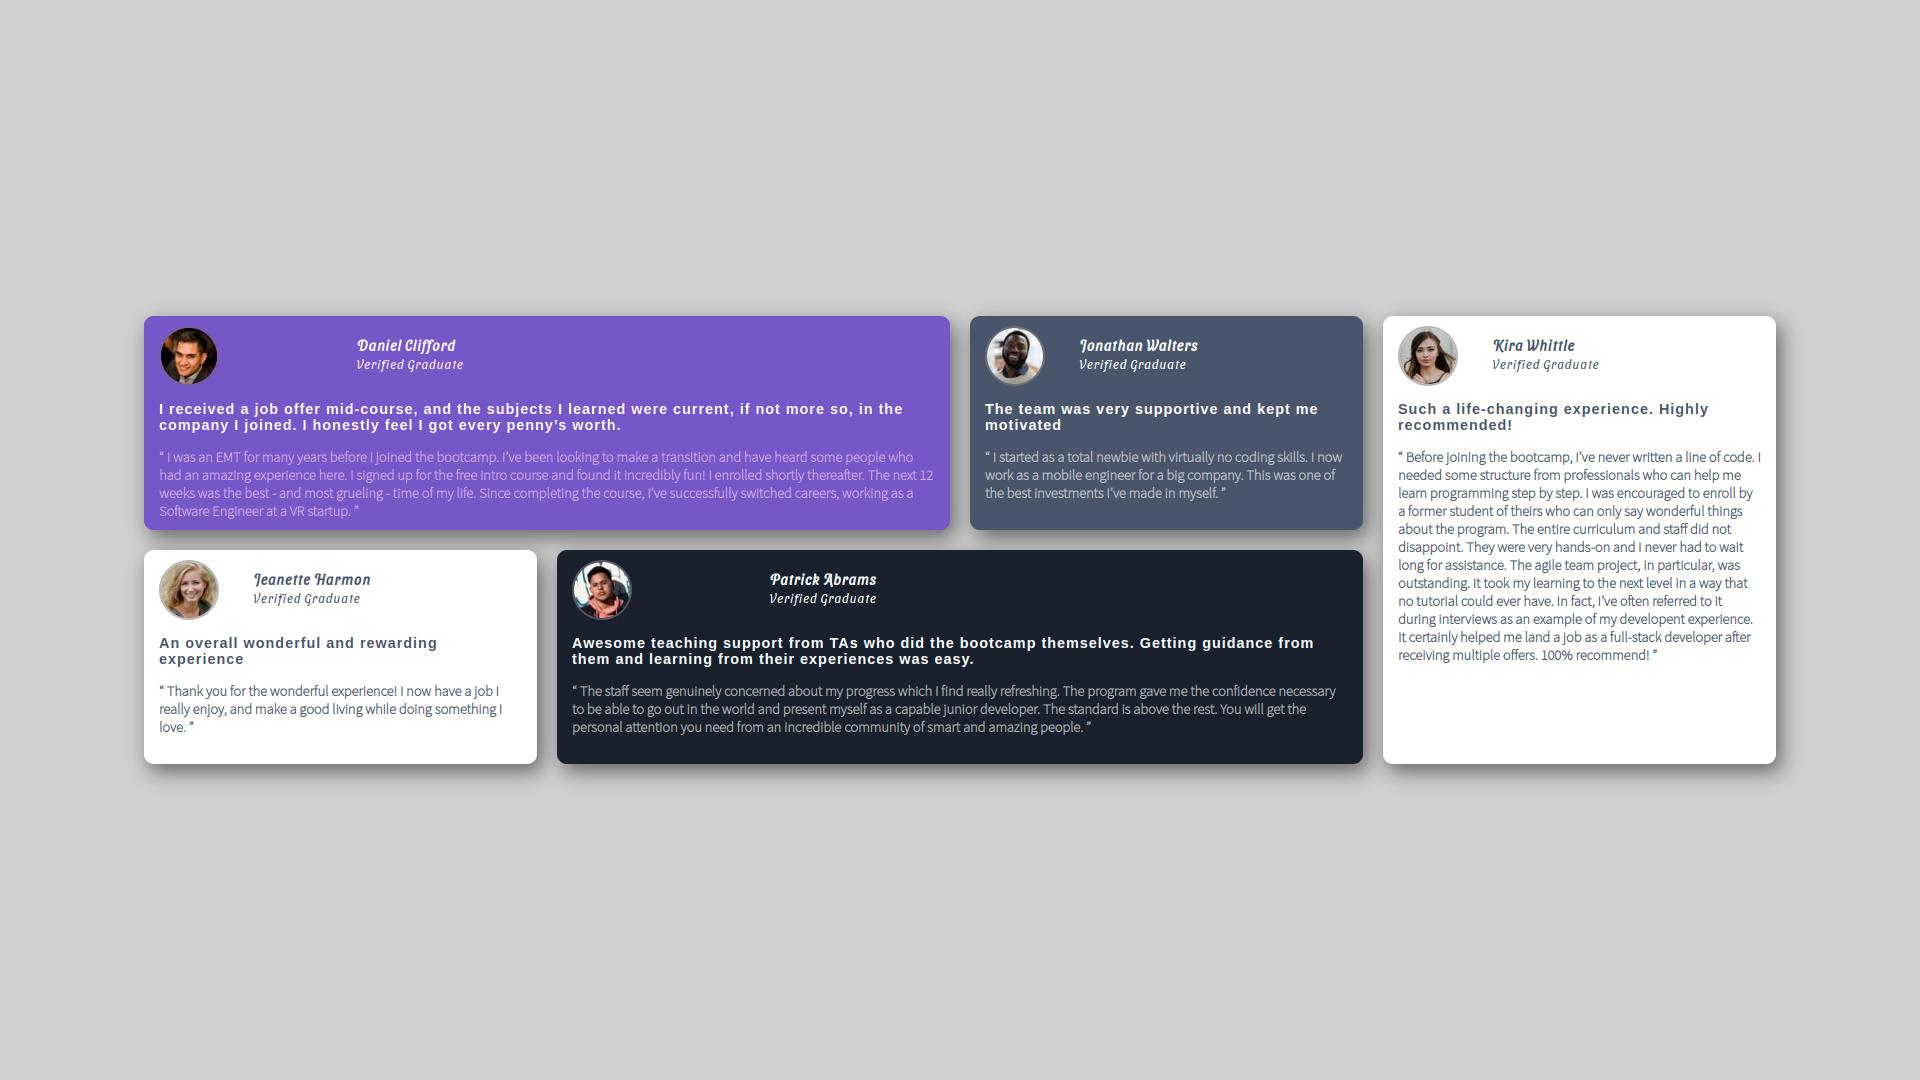 Daniel Clifford
Verified Graduate
I received a job offer mid-course, and the subjects I learned were current, if not more so, in the
company I joined. I honestly feel I got every penny’s worth.
“ I was an EMT for many years before I joined the bootcamp. I’ve been looking to make a transition and have heard some people who
had an amazing experience here. I signed up for the free intro course and found it incredibly fun! I enrolled shortly thereafter. The next 12
weeks was the best - and most grueling - time of my life. Since completing the course, I’ve successfully switched careers, working as a
Software Engineer at a VR startup. ”
Jonathan Walters
Verified Graduate
The team was very supportive and kept me
motivated
“ I started as a total newbie with virtually no coding skills. I now
work as a mobile engineer for a big company. This was one of
the best investments I’ve made in myself. ”
Kira Whittle
Verified Graduate
Such a life-changing experience. Highly
recommended!
“ Before joining the bootcamp, I’ve never written a line of code. I
needed some structure from professionals who can help me
learn programming step by step. I was encouraged to enroll by
a former student of theirs who can only say wonderful things
about the program. The entire curriculum and staff did not
disappoint. They were very hands-on and I never had to wait
long for assistance. The agile team project, in particular, was
outstanding. It took my learning to the next level in a way that
no tutorial could ever have. In fact, I’ve often referred to it
during interviews as an example of my developent experience.
It certainly helped me land a job as a full-stack developer after
receiving multiple offers. 100% recommend! ”
Jeanette Harmon
Verified Graduate
An overall wonderful and rewarding
experience
“ Thank you for the wonderful experience! I now have a job I
really enjoy, and make a good living while doing something I
love. ”
Patrick Abrams
Verified Graduate
Awesome teaching support from TAs who did the bootcamp themselves. Getting guidance from
them and learning from their experiences was easy.
“ The staff seem genuinely concerned about my progress which I find really refreshing. The program gave me the confidence necessary
to be able to go out in the world and present myself as a capable junior developer. The standard is above the rest. You will get the
personal attention you need from an incredible community of smart and amazing people. ”